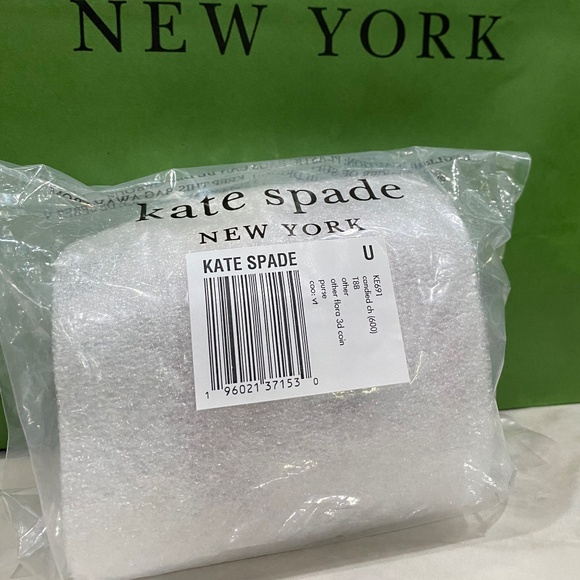 NEW YORK
kate spade
NEW YORK
KATE SPADE
U
KE691
candied ch (600)
TBB
other
other flora 3d coin
purse
coo: vt
1 96021 37153 0